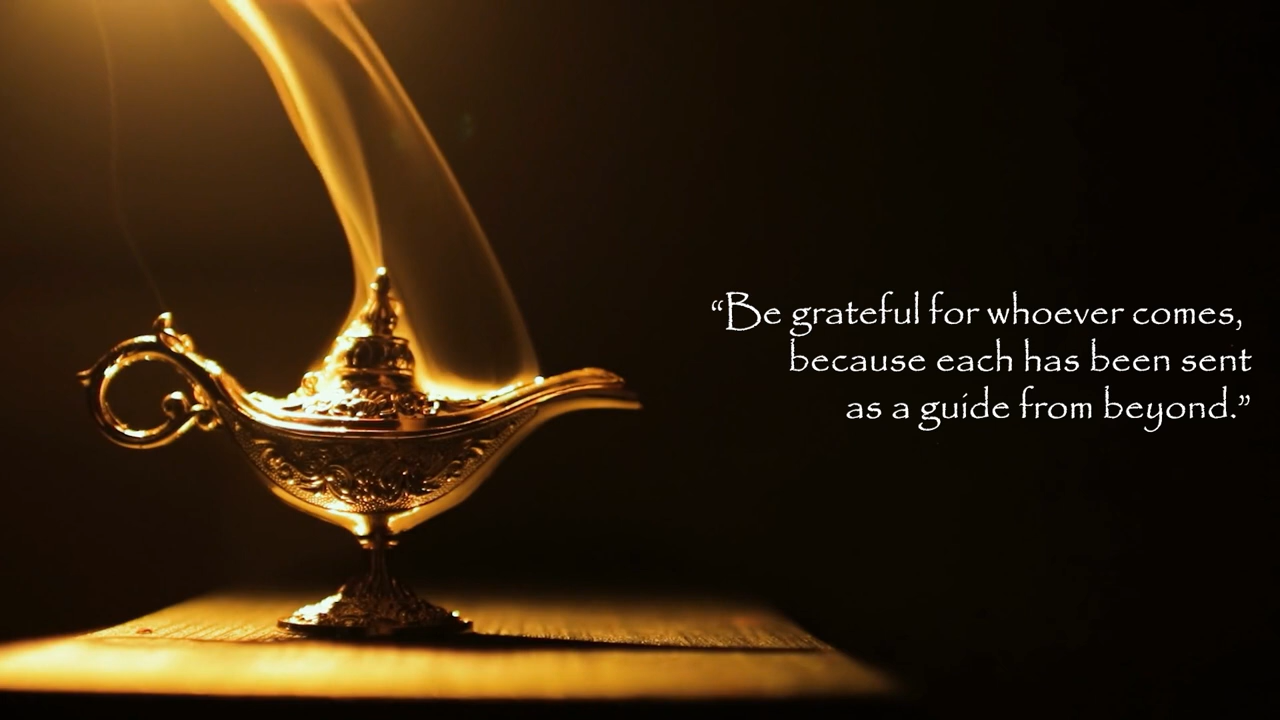 “Be grateful for whoever comes,
because each has been sent
as a guide from beyond.”